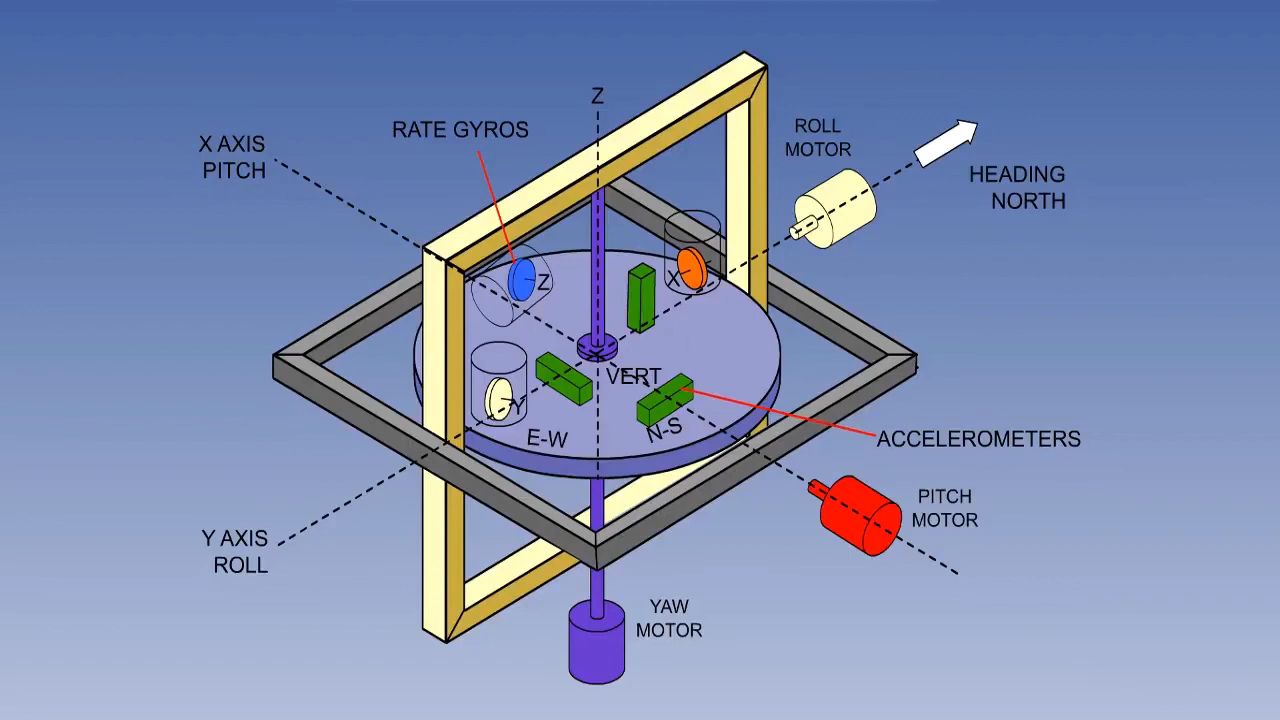 Z
RATE GYROS
X AXIS
PITCH
ROLL
MOTOR
HEADING
NORTH
Z
X
VERT
Y
E-W
N-S
ACCELEROMETERS
PITCH
MOTOR
Y AXIS
ROLL
YAW
MOTOR